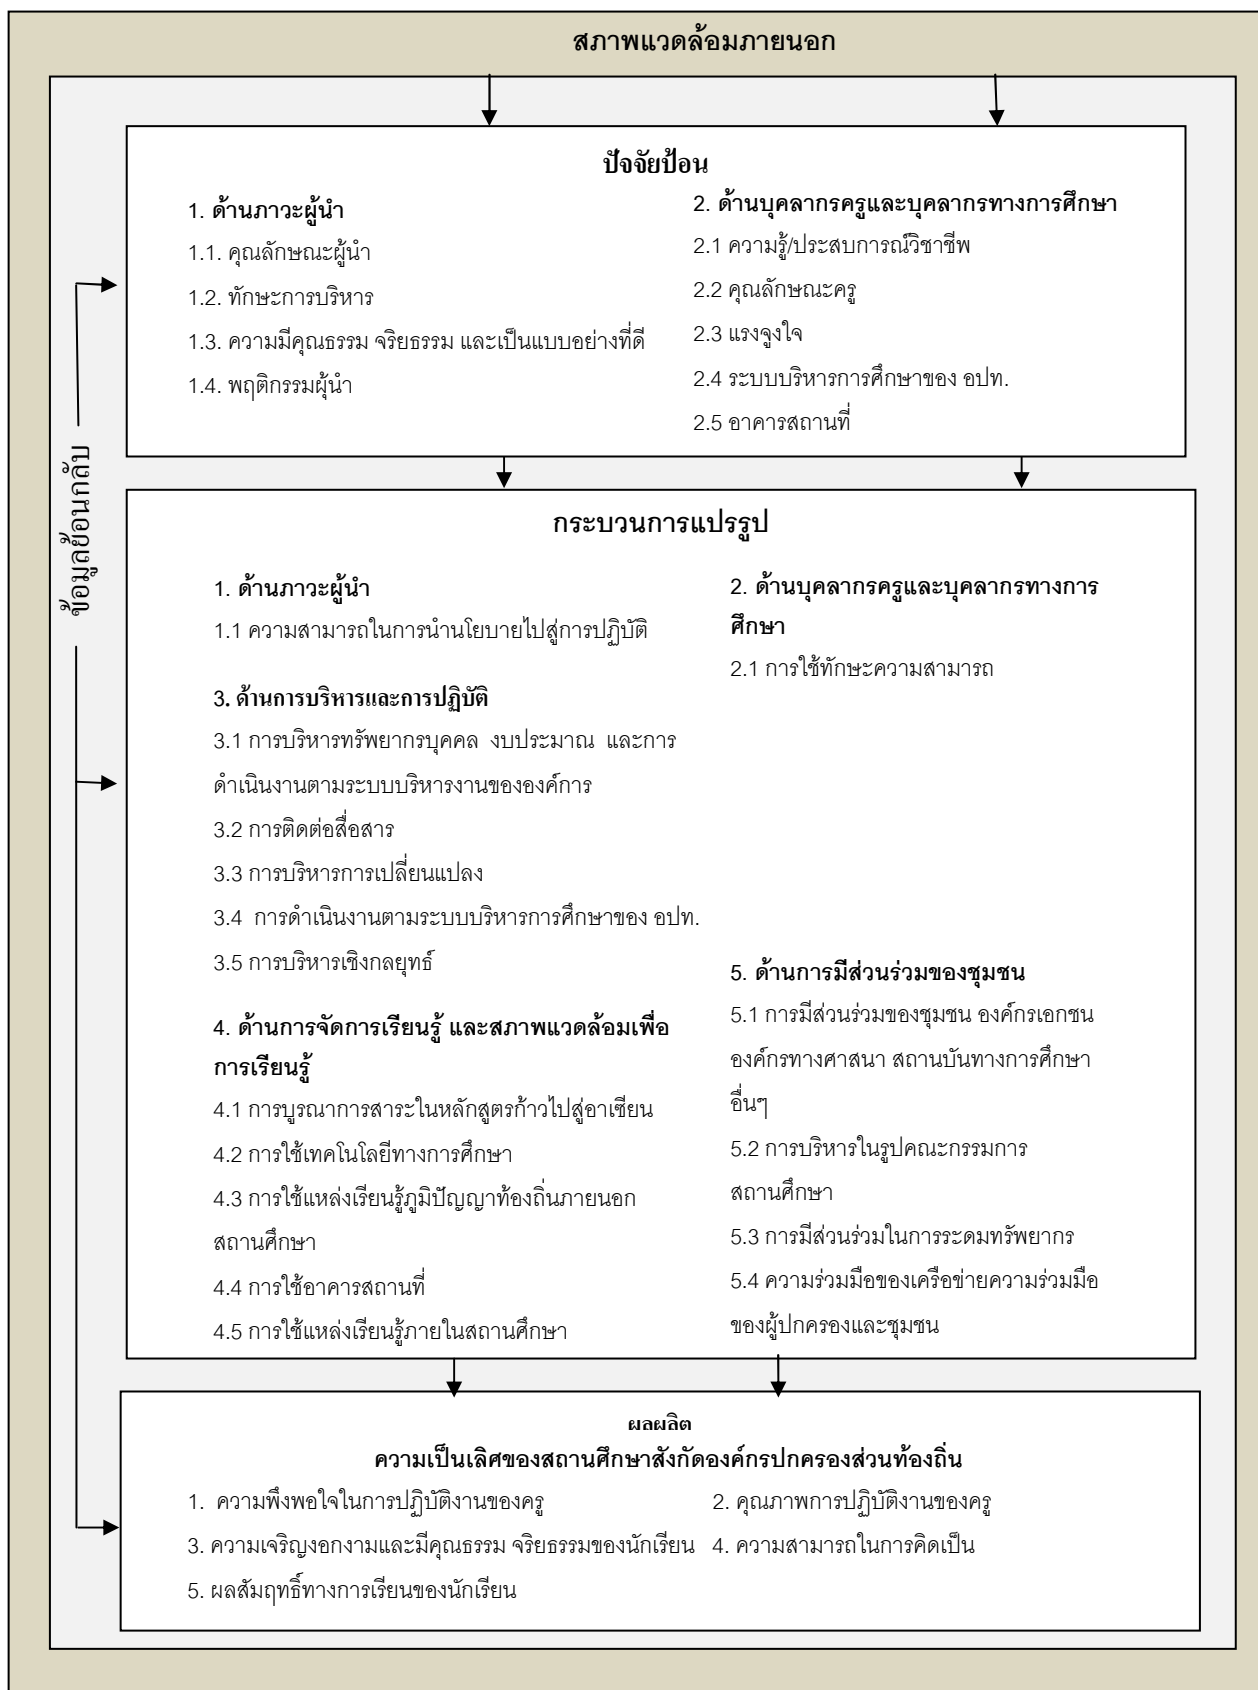 สภาพแวดล้อมภายนอก
ปัจจัยป้อน
1. ด้านภาวะผู้นำ
1.1. คุณลักษณะผู้นำ
1.2. ทักษะการบริหาร
1.3. ความมีคุณธรรม จริยธรรม และเป็นแบบอย่างที่ดี
1.4. พฤติกรรมผู้นำ
2. ด้านบุคลากรครูและบุคลากรทางการศึกษา
2.1 ความรู้/ประสบการณ์วิชาชีพ
2.2 คุณลักษณะครู
2.3 แรงจูงใจ
2.4 ระบบบริหารการศึกษาของ อปท.
2.5 อาคารสถานที่
ข้อมูลย้อนกลับ
กระบวนการแปรรูป
1. ด้านภาวะผู้นำ
1.1 ความสามารถในการนำนโยบายไปสู่การปฏิบัติ
2. ด้านบุคลากรครูและบุคลากรทางการ
ศึกษา
2.1 การใช้ทักษะความสามารถ
3. ด้านการบริหารและการปฏิบัติ
3.1 การบริหารทรัพยากรบุคคล งบประมาณ และการ
ดำเนินงานตามระบบบริหารงานขององค์การ
3.2 การติดต่อสื่อสาร
3.3 การบริหารการเปลี่ยนแปลง
3.4 การดำเนินงานตามระบบบริหารการศึกษาของ อปท.
3.5 การบริหารเชิงกลยุทธ์
4. ด้านการจัดการเรียนรู้ และสภาพแวดล้อมเพื่อ
การเรียนรู้
4.1 การบูรณาการสาระในหลักสูตรก้าวไปสู่อาเซียน
4.2 การใช้เทคโนโลยีทางการศึกษา
4.3 การใช้แหล่งเรียนรู้ภูมิปัญญาท้องถิ่นภายนอก
สถานศึกษา
4.4 การใช้อาคารสถานที่
4.5 การใช้แหล่งเรียนรู้ภายในสถานศึกษา
5. ด้านการมีส่วนร่วมของชุมชน
5.1 การมีส่วนร่วมของชุมชน องค์กรเอกชน
องค์กรทางศาสนา สถานบันทางการศึกษา
อื่นๆ
5.2 การบริหารในรูปคณะกรรมการ
สถานศึกษา
5.3 การมีส่วนร่วมในการระดมทรัพยากร
5.4 ความร่วมมือของเครือข่ายความร่วมมือ
ของผู้ปกครองและชุมชน
ผลผลิต
ความเป็นเลิศของสถานศึกษาสังกัดองค์กรปกครองส่วนท้องถิ่น
1. ความพึงพอใจในการปฏิบัติงานของครู
2. คุณภาพการปฏิบัติงานของครู
3. ความเจริญงอกงามและมีคุณธรรม จริยธรรมของนักเรียน
4. ความสามารถในการคิดเป็น
5. ผลสัมฤทธิ์ทางการเรียนของนักเรียน